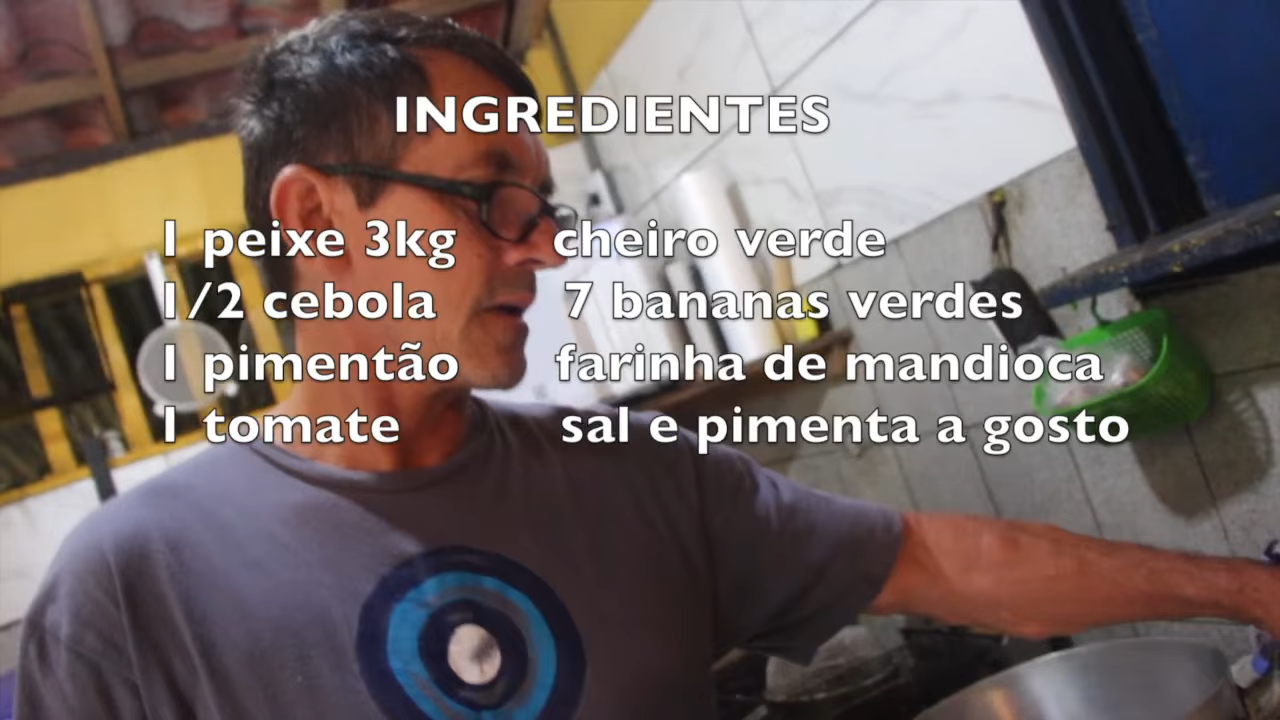 INGREDIENTES
1 peixe 3kg cheiro verde
1/2 cebola 7 bananas verdes
1 pimentão farinha de mandioca
1 tomate sal e pimenta a gosto